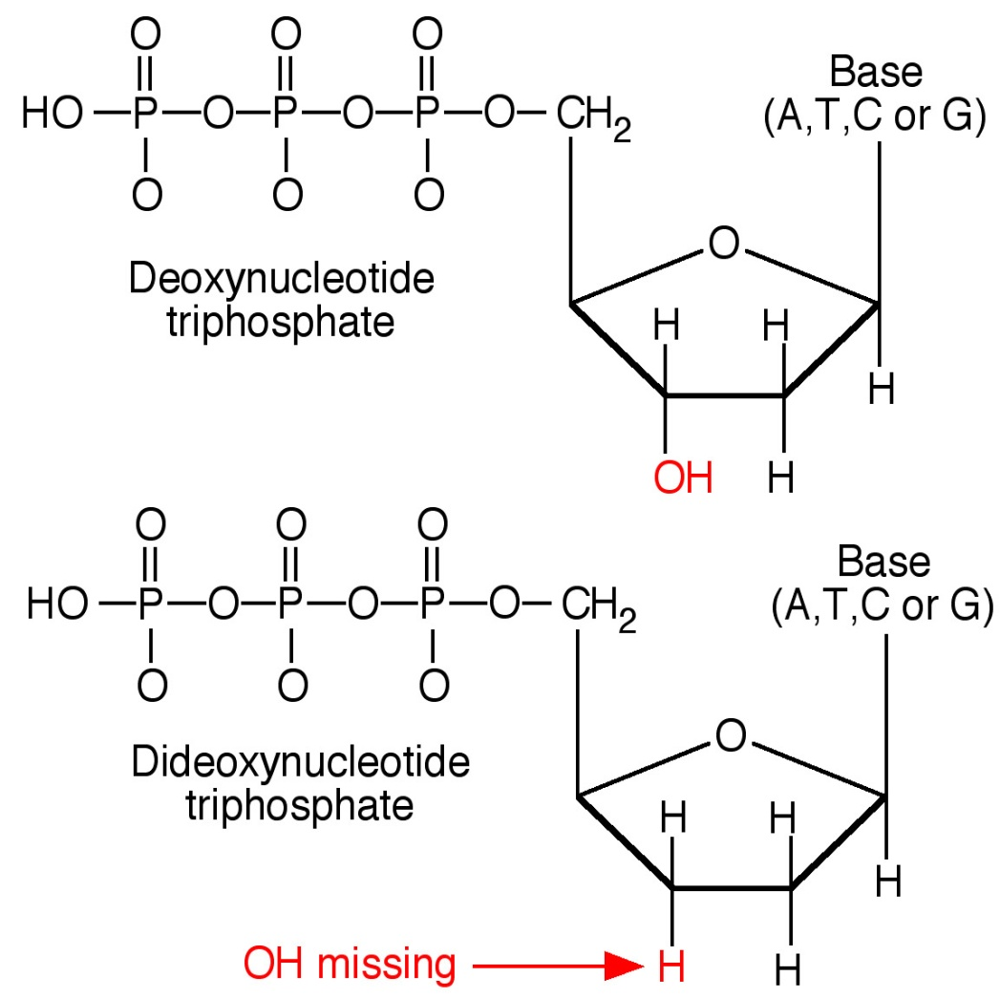 O O O
HO P O P O P O CH2
O O O
Base
(A,T,C or G)
Deoxynucleotide
triphosphate
O
H H
H
OH H
O O O
HO P O P O P O CH2
O O O
Base
(A,T,C or G)
Dideoxynucleotide
triphosphate
O
H H
H
OH missing H H